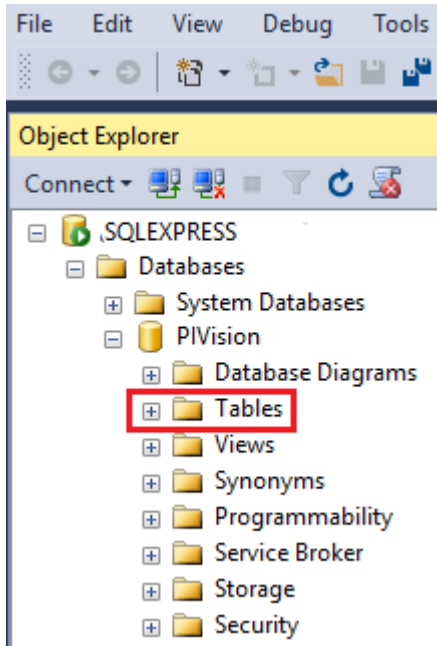 File Edit View Debug Tools
Object Explorer
Connect
.\SQLEXPRESS
Databases
System Databases
PIVision
Database Diagrams
Tables
Views
Synonyms
Programmability
Service Broker
Storage
Security